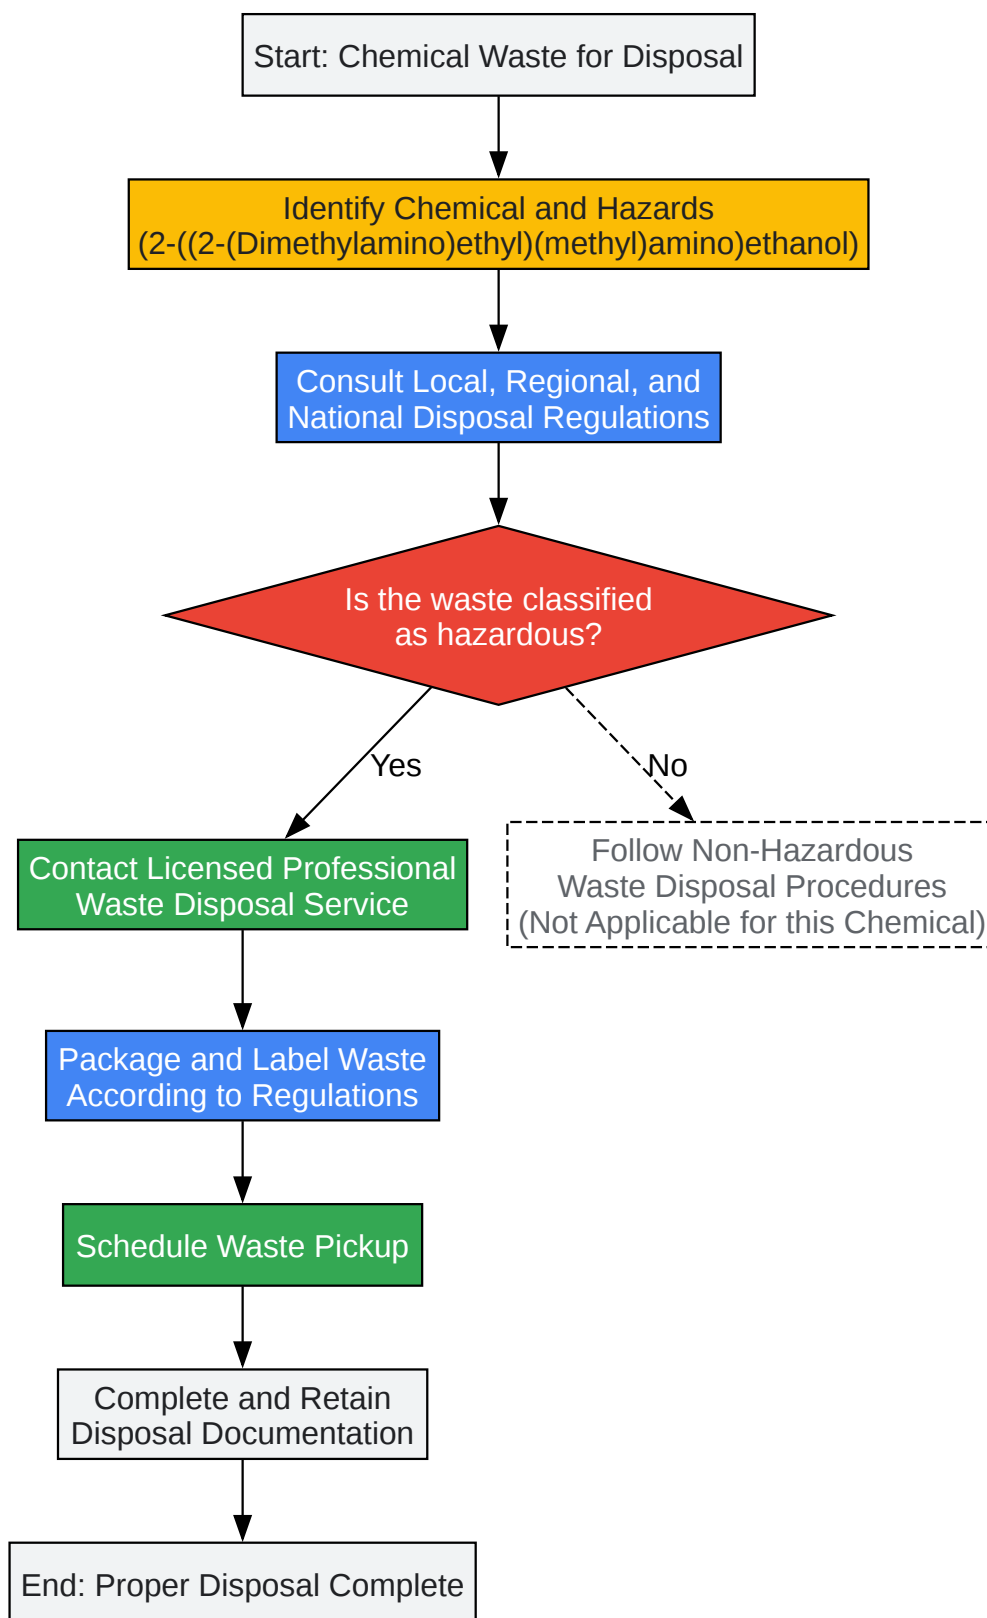 Start: Chemical Waste for Disposal
Identify Chemical and Hazards
(2-((2-(Dimethylamino)ethyl)(methyl)amino)ethanol)
Consult Local, Regional, and
National Disposal Regulations
Is the waste classified
as hazardous?
Yes
No
Contact Licensed Professional
Waste Disposal Service
Follow Non-Hazardous
Waste Disposal Procedures
(Not Applicable for this Chemical)
Package and Label Waste
According to Regulations
Schedule Waste Pickup
Complete and Retain
Disposal Documentation
End: Proper Disposal Complete